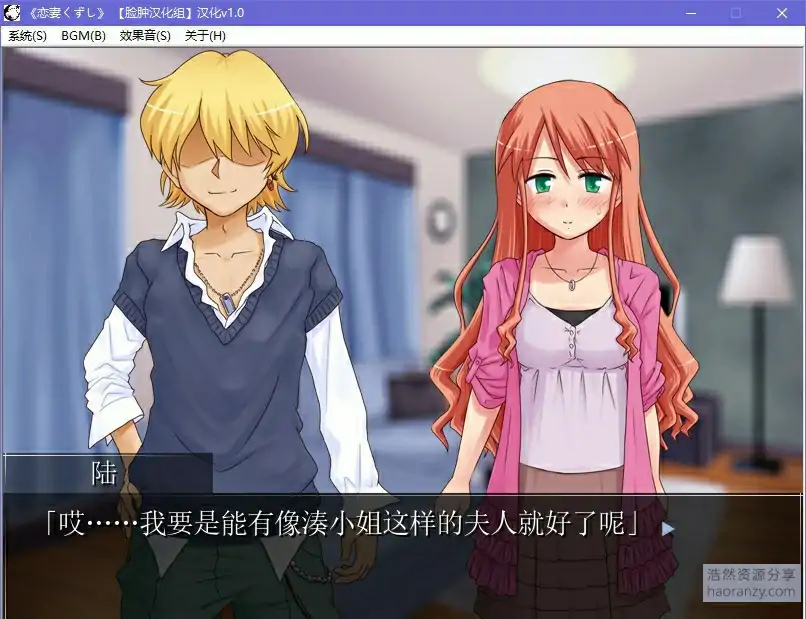 《恋妻くずし》 【脸肿汉化组】汉化v1.0
系统(S) BGM(B) 效果音(S) 关于(H)
陆
「哎……我要是能有像湊小姐这样的夫人就好了呢」
浩然资源分享
haoranzy.com